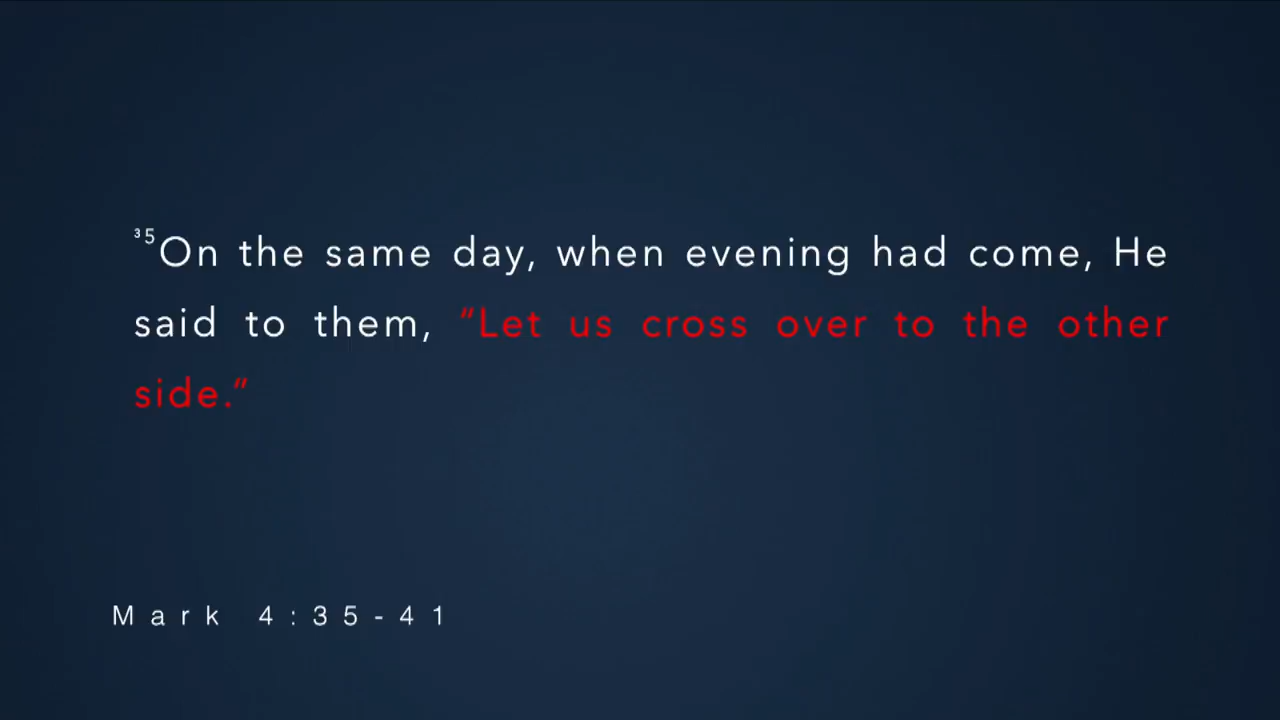 ³⁵On the same day, when evening had come, He
said to them, “Let us cross over to the other
side.”
Mark 4:35-41